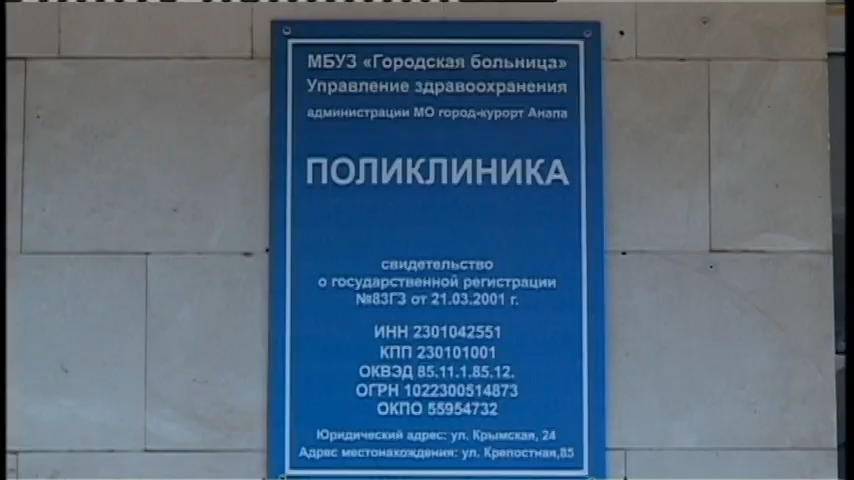 МБУЗ «Городская больница»
Управление здравоохранения
администрации МО город-курорт Анапа
ПОЛИКЛИНИКА
свидетельство
о государственной регистрации
№83ГЗ от 21.03.2001 г.
ИНН 2301042551
КПП 230101001
ОКВЭД 85.11.1.85.12.
ОГРН 1022300514873
ОКПО 55954732
Юридический адрес: ул. Крымская, 24
Адрес местонахождения: ул. Крепостная,85